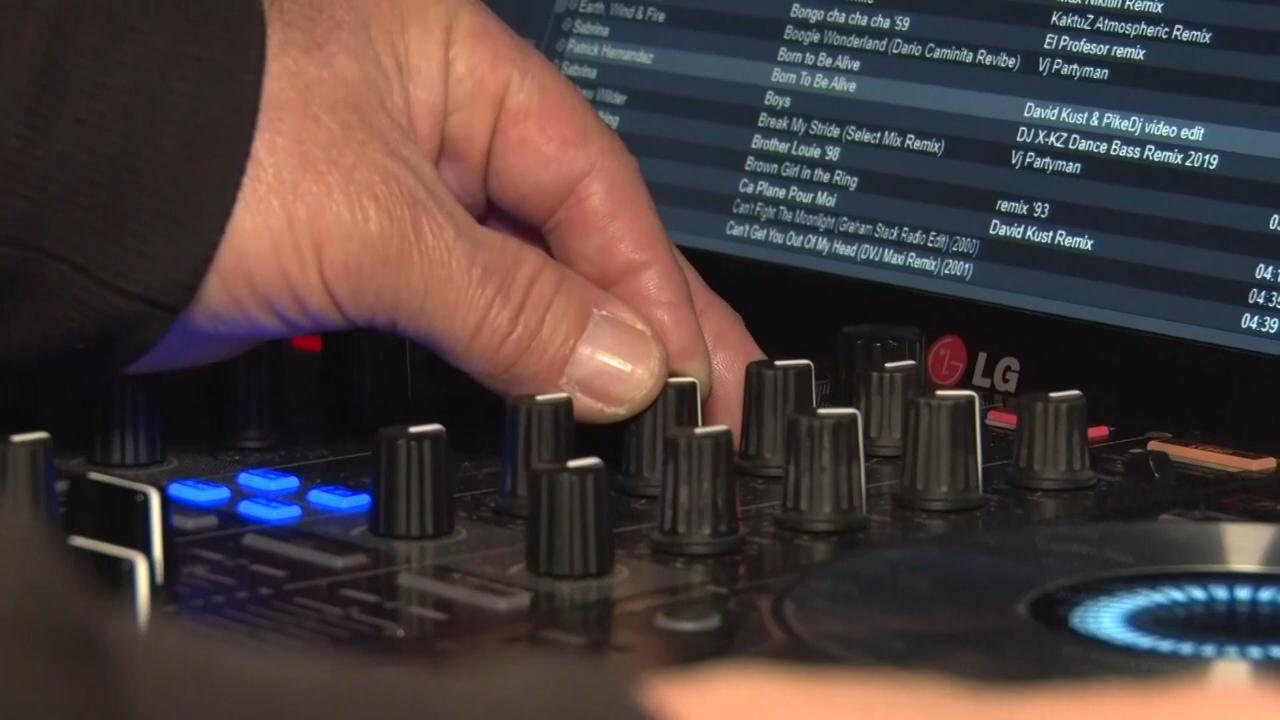 Max Nikitin Remix
Earth, Wind & Fire Bongo cha cha cha '59 KaktuZ Atmospheric Remix
Sabrina Boogie Wonderland (Dario Caminita Revibe) El Profesor remix
Patrick Hernandez Born to Be Alive Vj Partyman
Sabrina Born To Be Alive
Wilder Boys David Kust & PikeDj video edit
Break My Stride (Select Mix Remix) DJ X-KZ Dance Bass Remix 2019
Brother Louie '98 Vj Partyman
Brown Girl in the Ring
Ca Plane Pour Moi remix '93
Can't Fight The Moonlight (Graham Stack Radio Edit) (2000) David Kust Remix
Can't Get You Out Of My Head (DVJ Maxi Remix) (2001)
04:39
LG